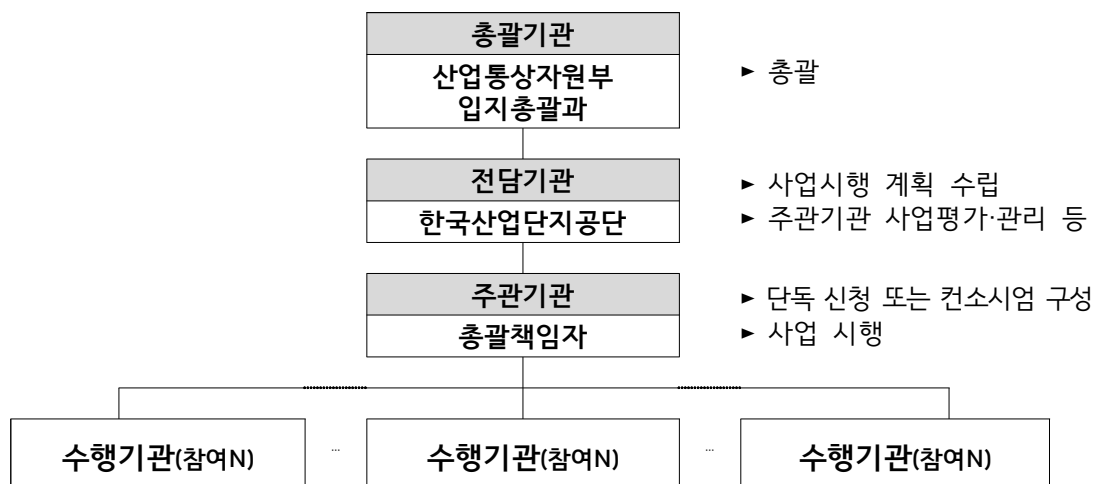 총괄기관
산업통상자원부
입지총괄과
► 총괄
전담기관
한국산업단지공단
► 사업시행 계획 수립
► 주관기관 사업평가·관리 등
주관기관
총괄책임자
► 단독 신청 또는 컨소시엄 구성
► 사업 시행
수행기관(참여N) ... 수행기관(참여N) ... 수행기관(참여N)